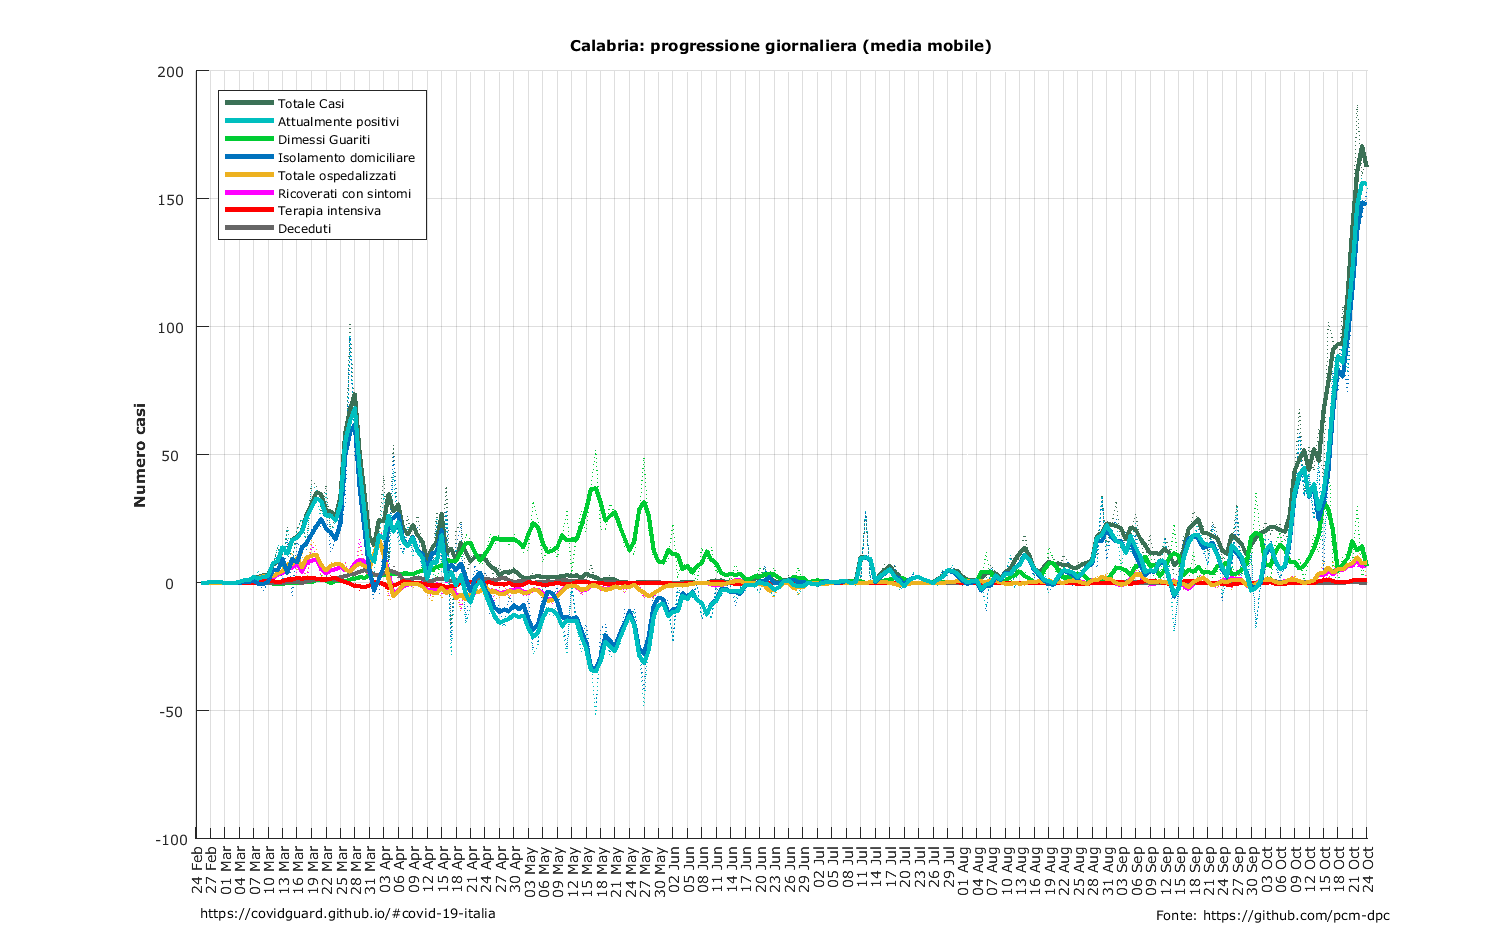 Calabria: progressione giornaliera (media mobile)
200
150
100
50
0
-50
-100
Numero casi
Totale Casi
Attualmente positivi
Dimessi Guariti
Isolamento domiciliare
Totale ospedalizzati
Ricoverati con sintomi
Terapia intensiva
Deceduti
24 Feb
27 Feb
01 Mar
04 Mar
07 Mar
10 Mar
13 Mar
16 Mar
19 Mar
22 Mar
25 Mar
28 Mar
31 Mar
03 Apr
06 Apr
09 Apr
12 Apr
15 Apr
18 Apr
21 Apr
24 Apr
27 Apr
30 Apr
03 May
06 May
09 May
12 May
15 May
18 May
21 May
24 May
27 May
30 May
02 Jun
05 Jun
08 Jun
11 Jun
14 Jun
17 Jun
20 Jun
23 Jun
26 Jun
29 Jun
02 Jul
05 Jul
08 Jul
11 Jul
14 Jul
17 Jul
20 Jul
23 Jul
26 Jul
29 Jul
01 Aug
04 Aug
07 Aug
10 Aug
13 Aug
16 Aug
19 Aug
22 Aug
25 Aug
28 Aug
31 Aug
03 Sep
06 Sep
09 Sep
12 Sep
15 Sep
18 Sep
21 Sep
24 Sep
27 Sep
30 Sep
03 Oct
06 Oct
09 Oct
12 Oct
15 Oct
18 Oct
21 Oct
24 Oct
https://covidguard.github.io/#covid-19-italia
Fonte: https://github.com/pcm-dpc